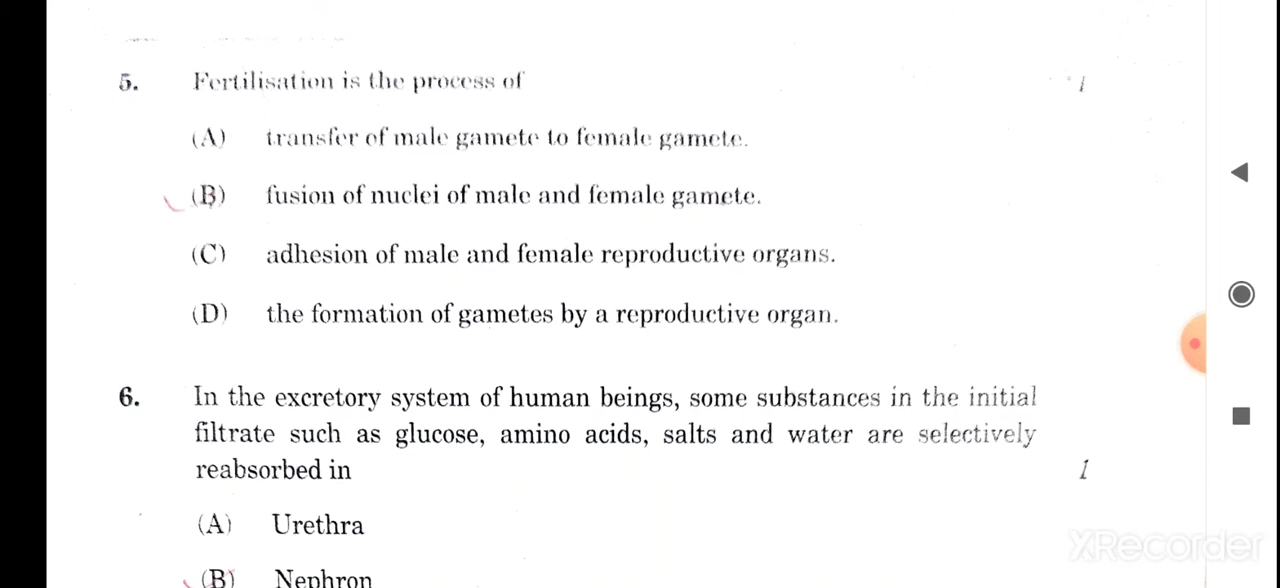 5. Fertilisation is the process of 1
(A) transfer of male gamete to female gamete.
(B) fusion of nuclei of male and female gamete.
(C) adhesion of male and female reproductive organs.
(D) the formation of gametes by a reproductive organ.
6. In the excretory system of human beings, some substances in the initial
filtrate such as glucose, amino acids, salts and water are selectively
reabsorbed in 1
(A) Urethra
(B) Nephron
XRecorder